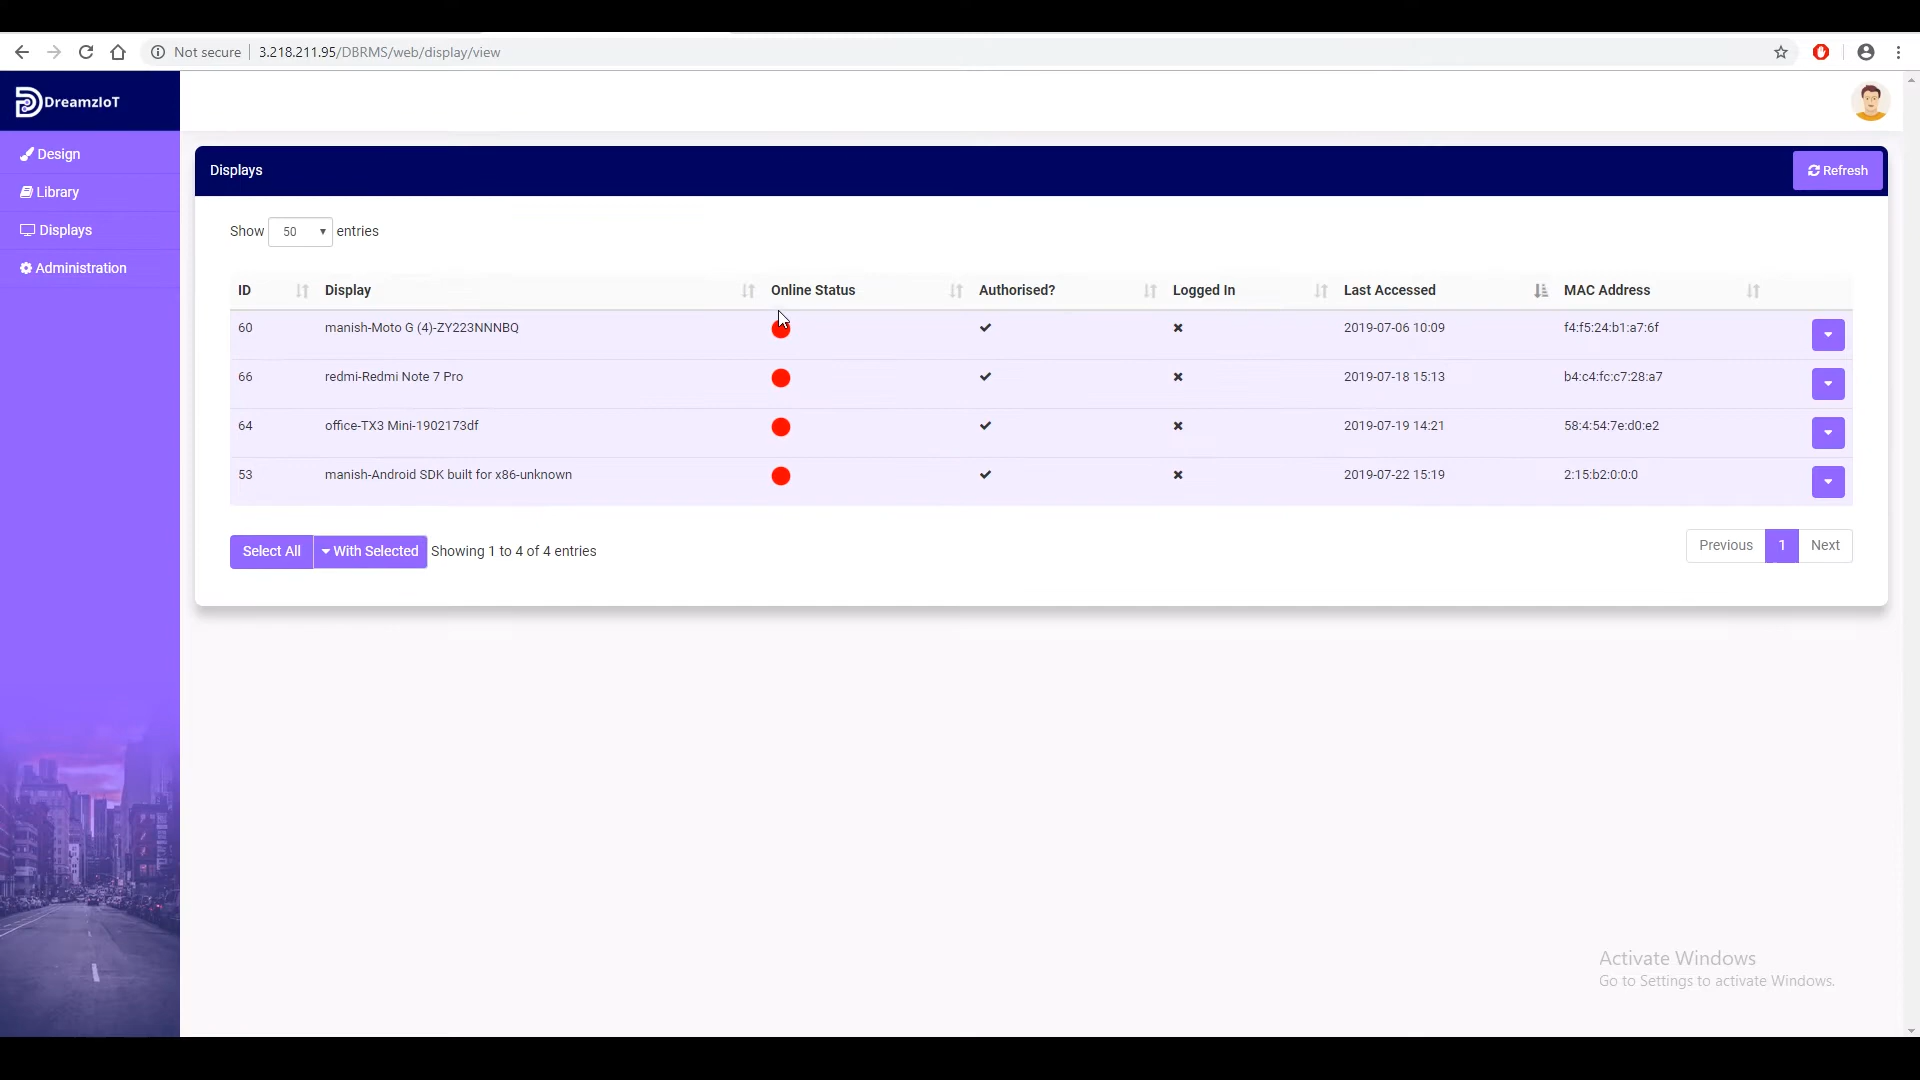 Not secure 3.218.211.95/DBRMS/web/display/view
DreamzIoT
Design
Library
Displays
Administration
Displays Refresh
Show 50 entries
ID Display Online Status Authorised? Logged In Last Accessed MAC Address
60 manish-Moto G (4)-ZY223NNNBQ 2019-07-06 10:09 f4:f5:24:b1:a7:6f
66 redmi-Redmi Note 7 Pro 2019-07-18 15:13 b4:c4:fc:c7:28:a7
64 office-TX3 Mini-1902173df 2019-07-19 14:21 58:4:54:7e:d0:e2
53 manish-Android SDK built for x86-unknown 2019-07-22 15:19 2:15:b2:0:0:0
Select All With Selected Showing 1 to 4 of 4 entries Previous 1 Next
Activate Windows
Go to Settings to activate Windows.